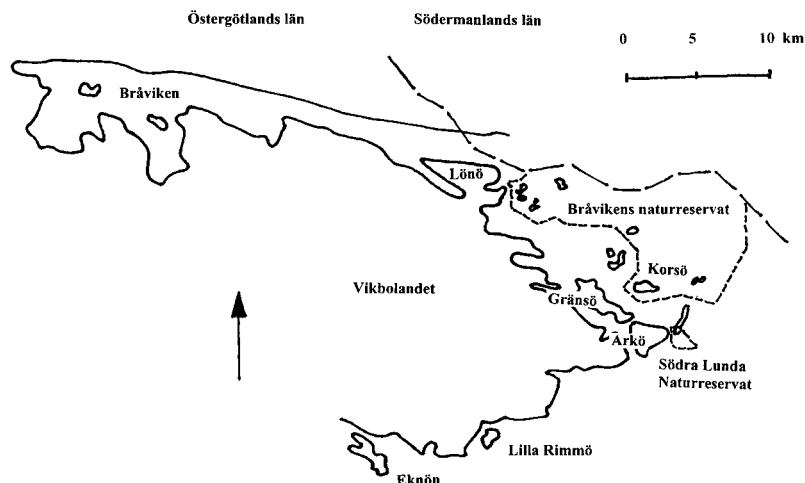 Östergötlands län
Södermanlands län
0 5 10 km
Bråviken
Lönö
Bråvikens naturreservat
Korsö
Vikbolandet
Gränsö
Arkö
Södra Lunda
Naturreservat
Lilla Rimmö
Eknön